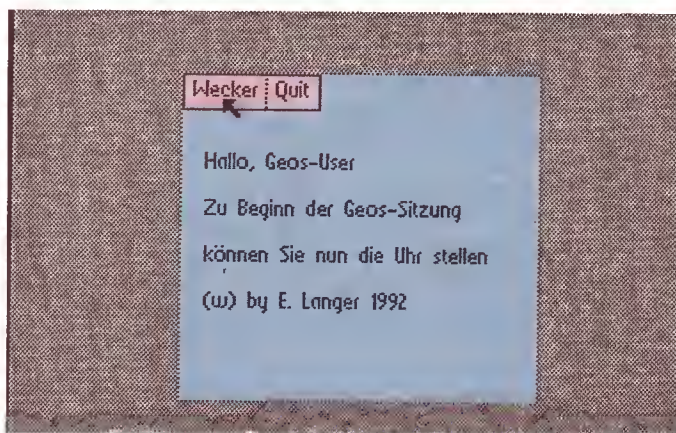 Wecker Quit
Hallo, Geos-User
Zu Beginn der Geos-Sitzung
können Sie nun die Uhr stellen
(w) by E. Langer 1992